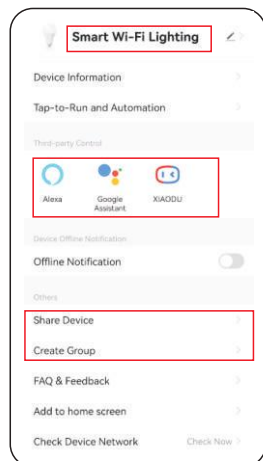 Smart Wi-Fi Lighting
Device Information
Tap-to-Run and Automation
Third-party Control
Alexa
Google
Assistant
XIAODU
Device Offline Notification
Offline Notification
Others
Share Device
Create Group
FAQ & Feedback
Add to home screen
Check Device Network
Check Now